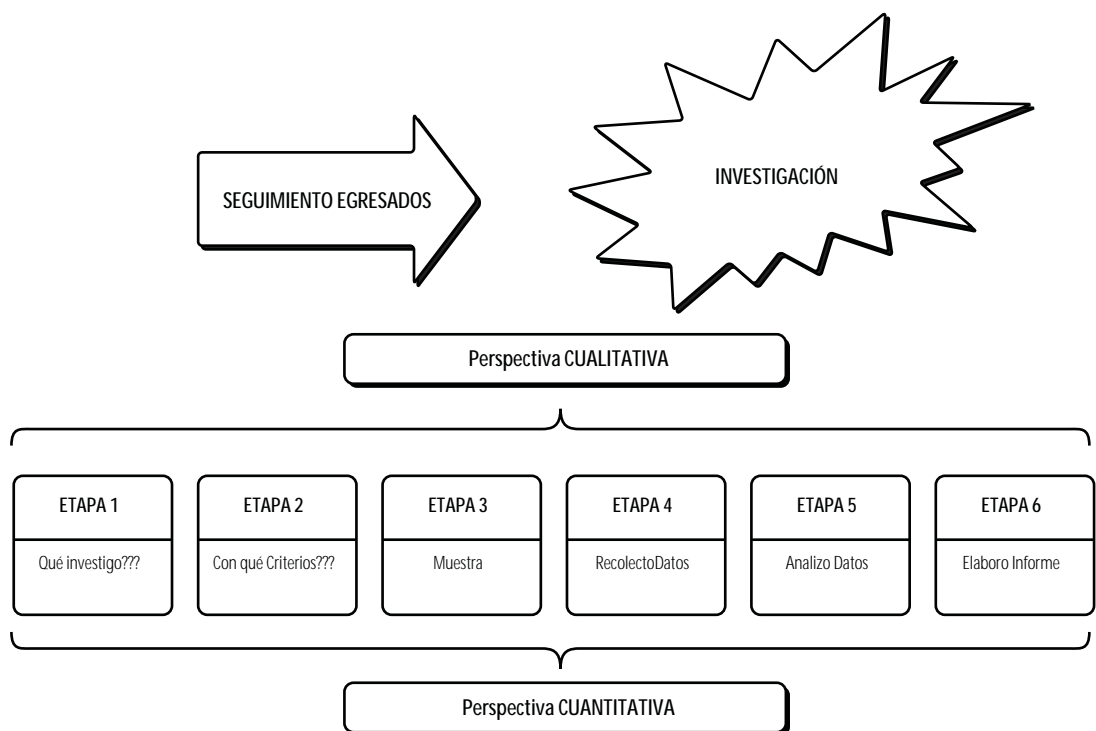 SEGUIMIENTO EGRESADOS
INVESTIGACIÓN
Perspectiva CUALITATIVA
ETAPA 1
Qué investigo???
ETAPA 2
Con qué Criterios???
ETAPA 3
Muestra
ETAPA 4
RecolectoDatos
ETAPA 5
Analizo Datos
ETAPA 6
Elaboro Informe
Perspectiva CUANTITATIVA